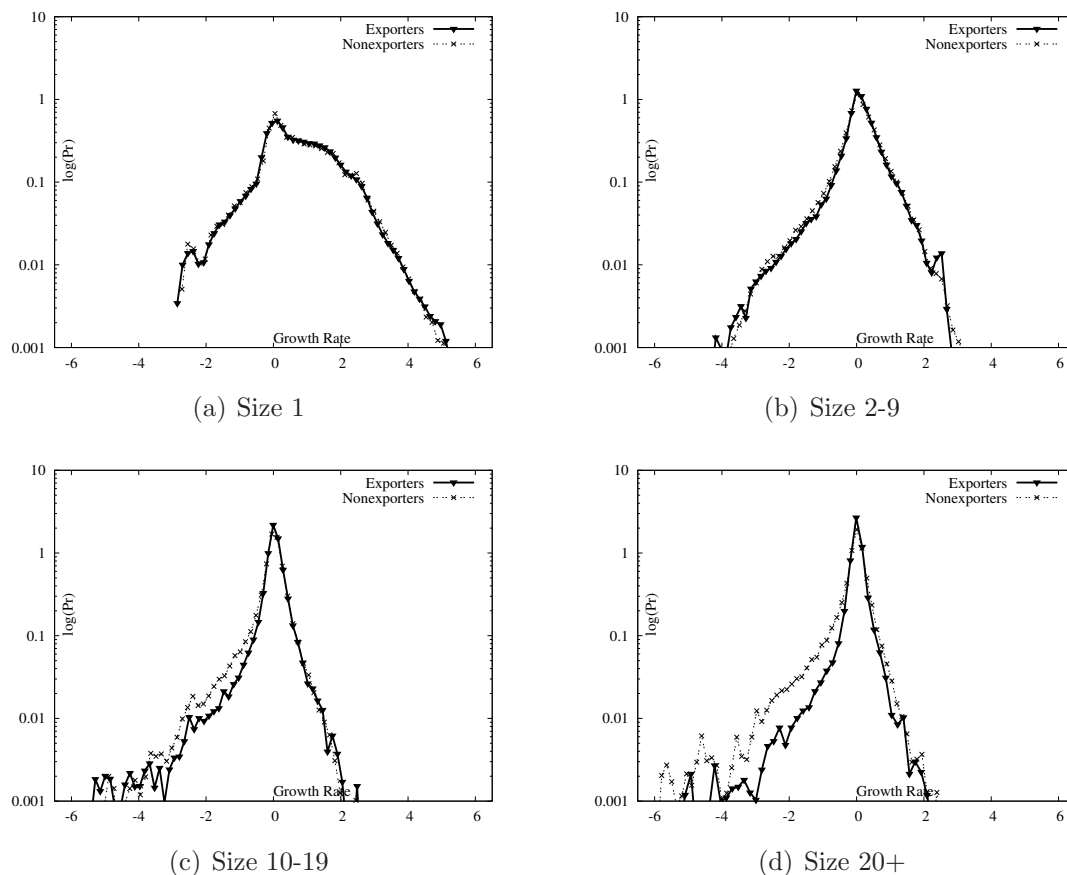 10
1
0.1
0.01
0.001
log(Pr)
Exporters
Nonexporters
Growth Rate
-6 -4 -2 0 2 4 6
(a) Size 1
10
1
0.1
0.01
0.001
log(Pr)
Exporters
Nonexporters
Growth Rate
-6 -4 -2 0 2 4 6
(b) Size 2-9
10
1
0.1
0.01
0.001
log(Pr)
Exporters
Nonexporters
Growth Rate
-6 -4 -2 0 2 4 6
(c) Size 10-19
10
1
0.1
0.01
0.001
log(Pr)
Exporters
Nonexporters
Growth Rate
-6 -4 -2 0 2 4 6
(d) Size 20+